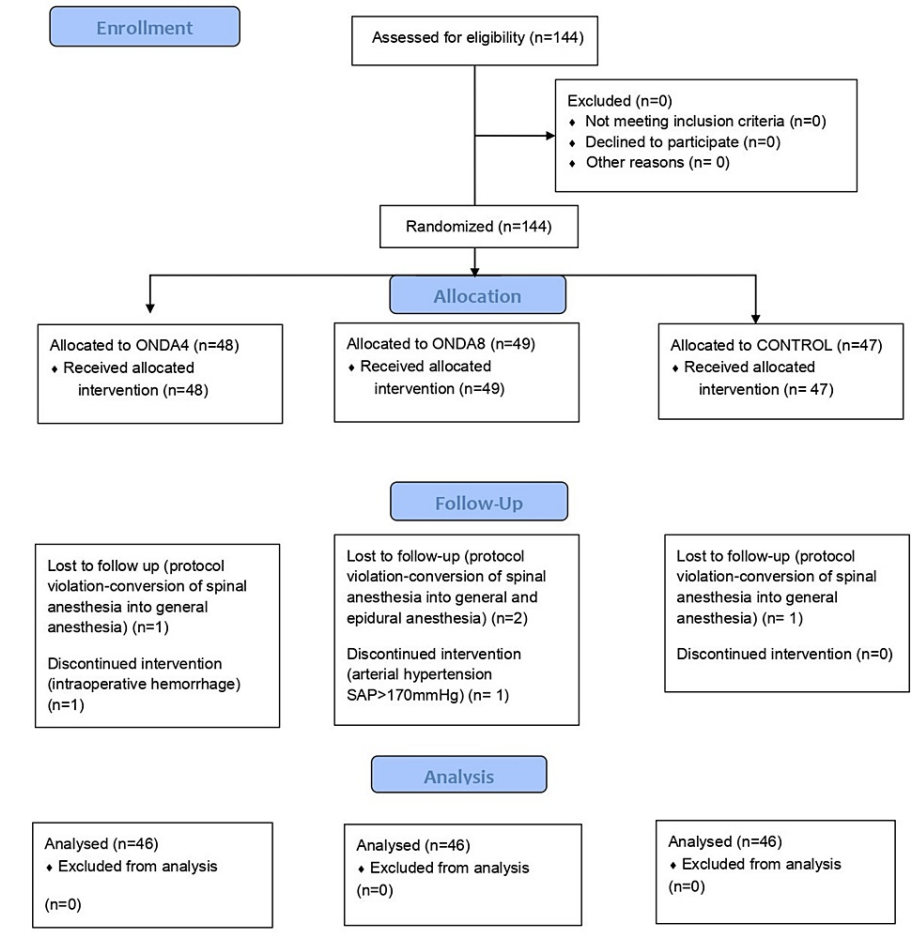 Enrollment
Assessed for eligibility (n=144)
Excluded (n=0)
♦ Not meeting inclusion criteria (n=0)
♦ Declined to participate (n=0)
♦ Other reasons (n= 0)
Randomized (n=144)
Allocation
Allocated to ONDA4 (n=48)
♦ Received allocated
intervention (n=48)
Allocated to ONDA8 (n=49)
♦ Received allocated
intervention (n=49)
Allocated to CONTROL (n=47)
♦ Received allocated
intervention (n= 47)
Follow-Up
Lost to follow up (protocol
violation-conversion of spinal
anesthesia into general
anesthesia) (n=1)
Discontinued intervention
(intraoperative hemorrhage)
(n=1)
Lost to follow-up (protocol
violation-conversion of spinal
anesthesia into general and
epidural anesthesia) (n=2)
Discontinued intervention
(arterial hypertension
SAP>170mmHg) (n= 1)
Lost to follow-up (protocol
violation-conversion of spinal
anesthesia into general
anesthesia) (n= 1)
Discontinued intervention (n=0)
Analysis
Analysed (n=46)
♦ Excluded from analysis
(n=0)
Analysed (n=46)
♦ Excluded from analysis
(n=0)
Analysed (n=46)
♦ Excluded from analysis
(n=0)